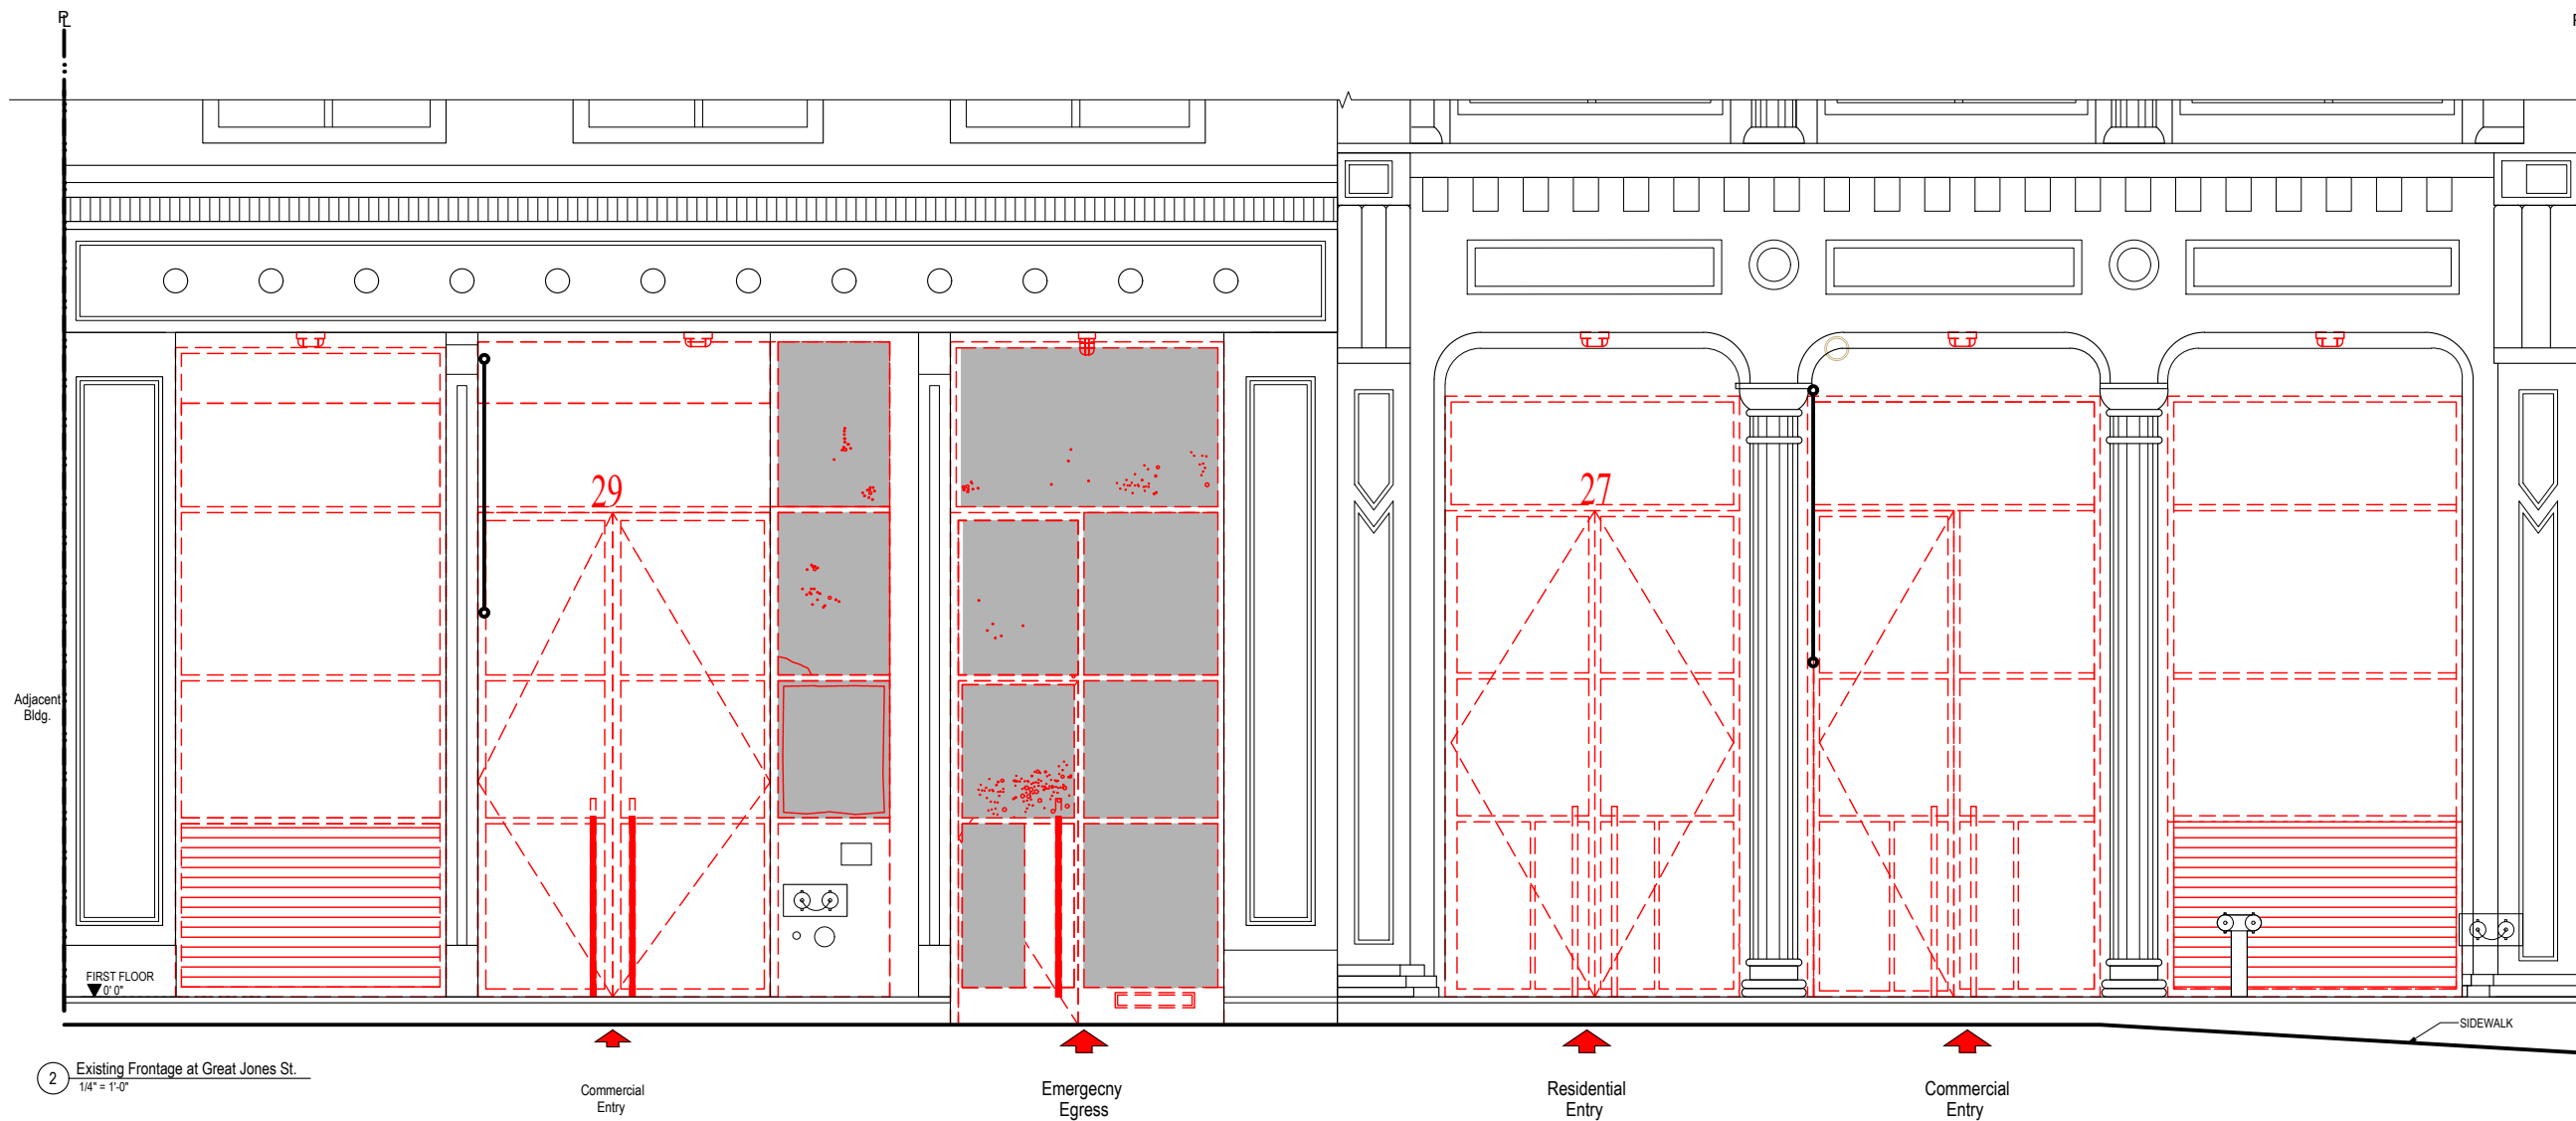 PL
29
27
Adjacent
Bldg.
FIRST FLOOR
0' 0"
SIDEWALK
2
Existing Frontage at Great Jones St.
1/4" = 1'-0"
Commercial
Entry
Emergecny
Egress
Residential
Entry
Commercial
Entry